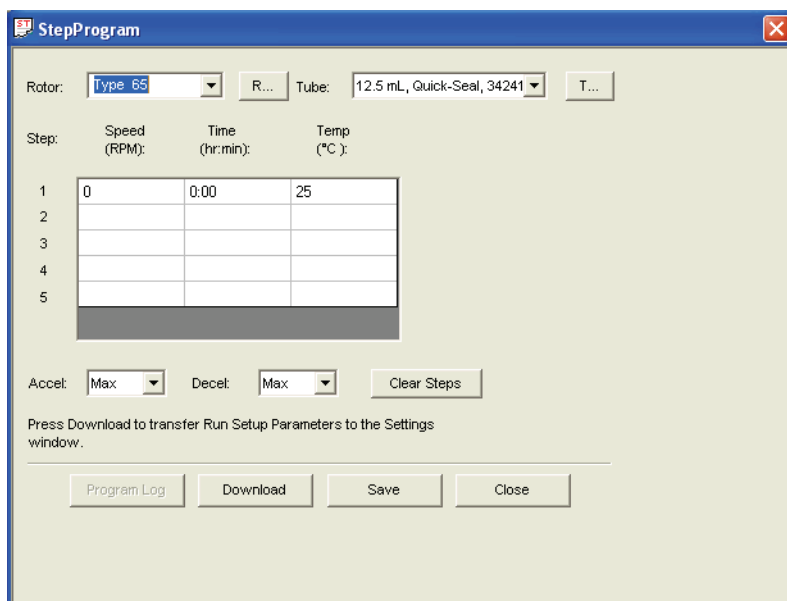 StepProgram
Rotor: Type 65 R... Tube: 12.5 mL, Quick-Seal, 34241 T...
Step: Speed (RPM): Time (hr:min): Temp (°C ):
1 0 0:00 25
2
3
4
5
Accel: Max Decel: Max Clear Steps
Press Download to transfer Run Setup Parameters to the Settings
window.
Program Log Download Save Close